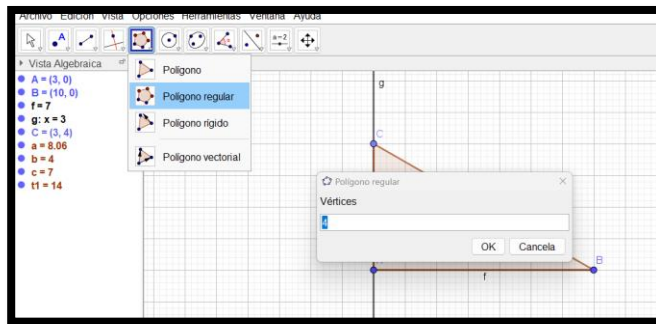 Archivo Edición Vista Opciones Herramientas Ventana Ayuda
A
a=2
Vista Algebraica
A = (3, 0)
B = (10, 0)
f = 7
g: x = 3
C = (3, 4)
a = 8.06
b = 4
c = 7
t1 = 14
Polígono
Polígono regular
Polígono rígido
Polígono vectorial
g
C
Polígono regular
Vértices
4
OK Cancela
B
f